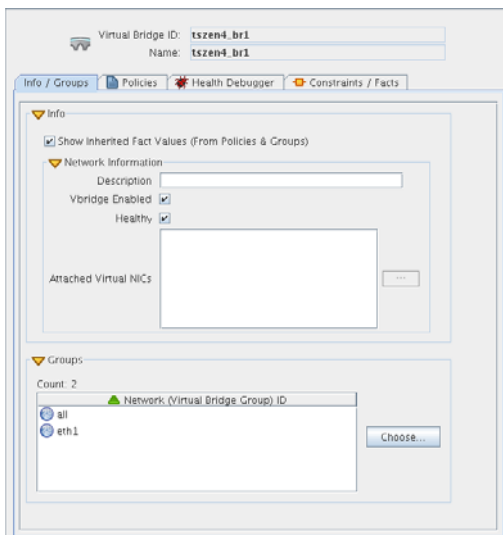 Virtual Bridge ID: tszen4_br1
Name: tszen4_br1
Info / Groups Policies Health Debugger Constraints / Facts
Info
Show Inherited Fact Values (From Policies & Groups)
Network Information
Description
Vbridge Enabled
Healthy
Attached Virtual NICs
...
Groups
Count: 2
Network (Virtual Bridge Group) ID
all
eth1
Choose...